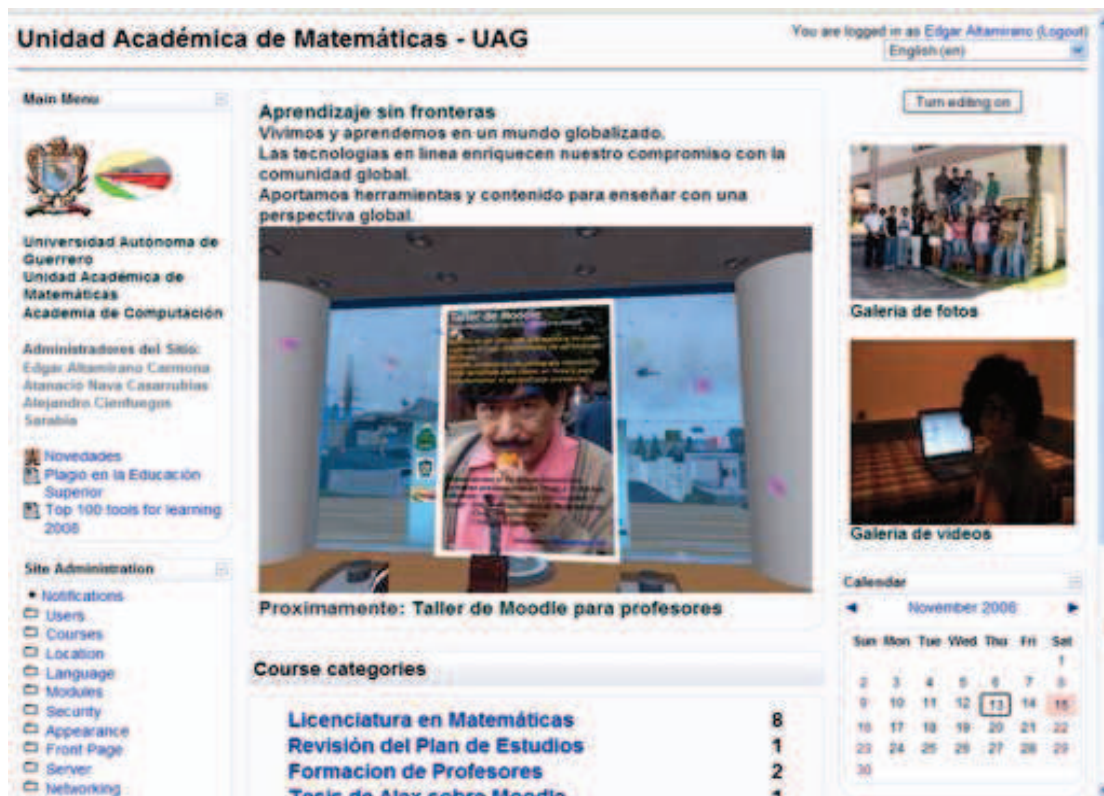 Unidad Académica de Matemáticas - UAG
You are logged in as Edgar Altamirano (Logout)
English (en)
Main Menu
Universidad Autónoma de
Guerrero
Unidad Académica de
Matemáticas
Academia de Computación
Administradores del Sitio:
Edgar Altamirano Carmona
Atanacio Nava Casarrubias
Alejandro Cienfuegos
Sarabia
Novedades
Plagio en la Educación
Superior
Top 100 tools for learning
2008
Site Administration
Notifications
Users
Courses
Location
Language
Modules
Security
Appearance
Front Page
Server
Networking
Aprendizaje sin fronteras
Vivimos y aprendemos en un mundo globalizado.
Las tecnologías en linea enriquecen nuestro compromiso con la
comunidad global.
Aportamos herramientas y contenido para enseñar con una
perspectiva global.
Taller de Moodle
Proximamente: Taller de Moodle para profesores
Course categories
Licenciatura en Matemáticas 8
Revisión del Plan de Estudios 1
Formacion de Profesores 2
Tesis de Alex sobre Moodle 1
Turn editing on
Galeria de fotos
Galeria de videos
Calendar
◄ November 2008 ►
Sun Mon Tue Wed Thu Fri Sat
1
2 3 4 5 6 7 8
9 10 11 12 13 14 15
16 17 18 19 20 21 22
23 24 25 26 27 28 29
30